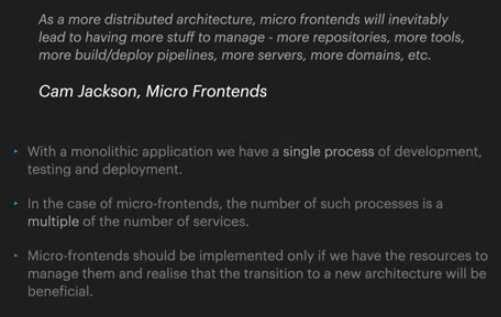 As a more distributed architecture, micro frontends will inevitably
lead to having more stuff to manage - more repositories, more tools,
more build/deploy pipelines, more servers, more domains, etc.
Cam Jackson, Micro Frontends
‣ With a monolithic application we have a single process of development,
testing and deployment.
‣ In the case of micro-frontends, the number of such processes is a
multiple of the number of services.
‣ Micro-frontends should be implemented only if we have the resources to
manage them and realise that the transition to a new architecture will be
beneficial.